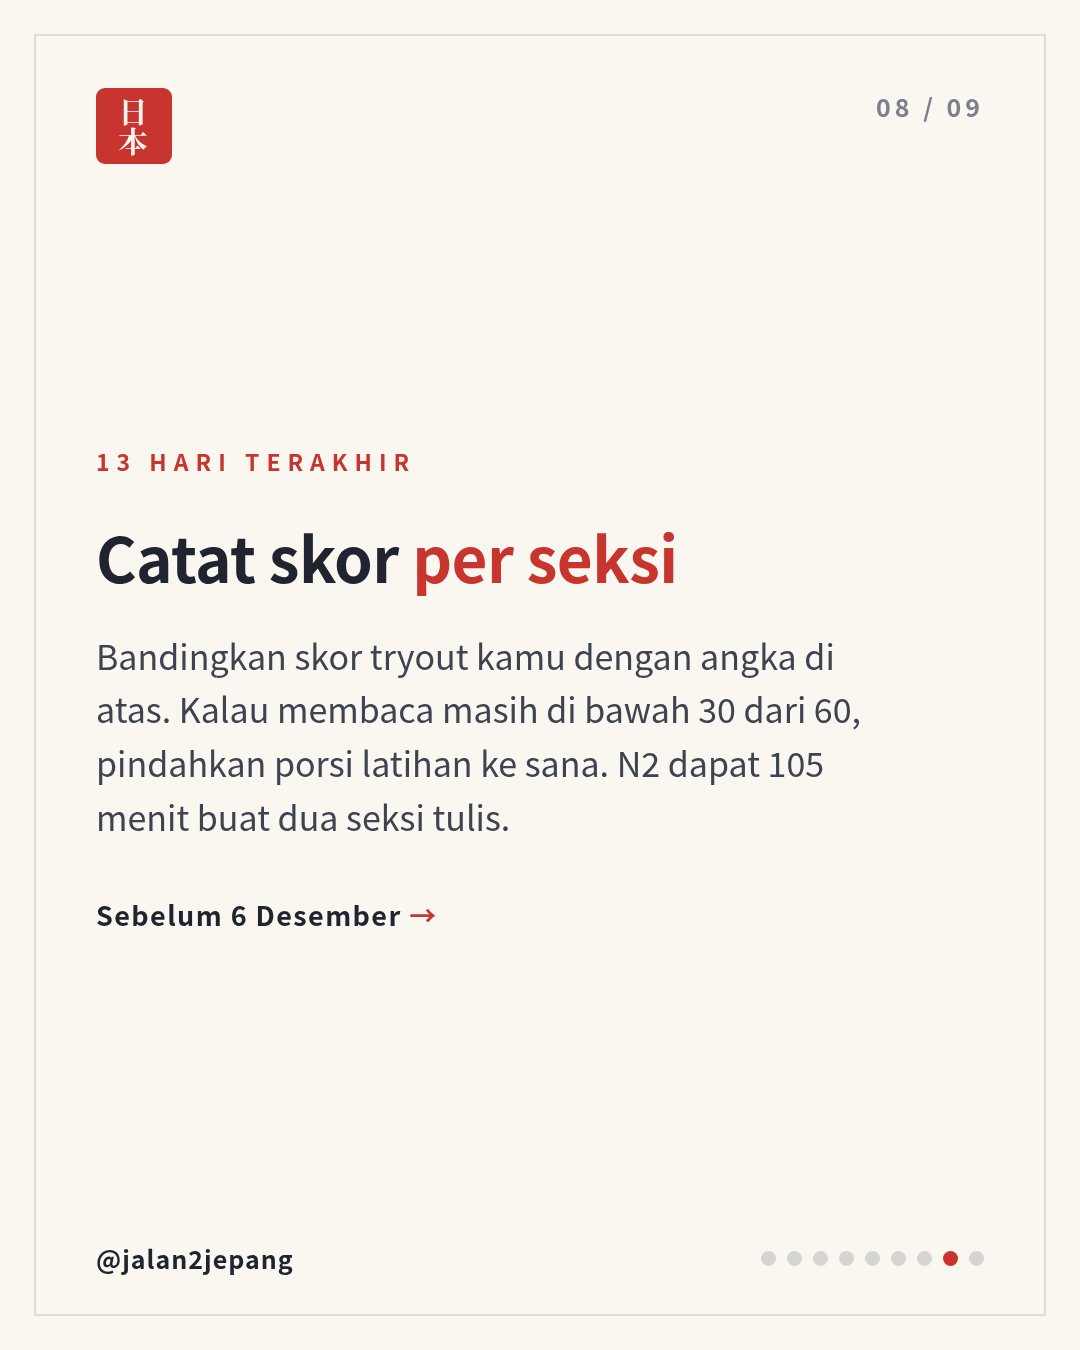 日本
08 / 09
13 HARI TERAKHIR
Catat skor per seksi
Bandingkan skor tryout kamu dengan angka di
atas. Kalau membaca masih di bawah 30 dari 60,
pindahkan porsi latihan ke sana. N2 dapat 105
menit buat dua seksi tulis.
Sebelum 6 Desember →
@jalan2jepang